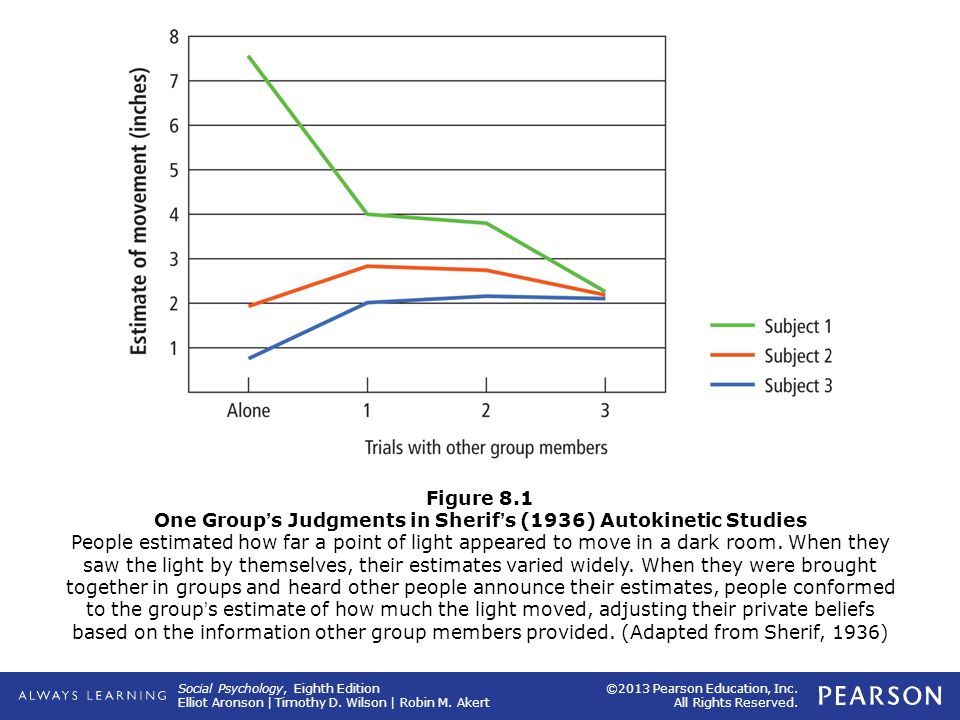 8
7
6
5
4
3
2
1
Estimate of movement (inches)
Alone 1 2 3
Trials with other group members
Subject 1
Subject 2
Subject 3
Figure 8.1
One Group’s Judgments in Sherif’s (1936) Autokinetic Studies
People estimated how far a point of light appeared to move in a dark room. When they
saw the light by themselves, their estimates varied widely. When they were brought
together in groups and heard other people announce their estimates, people conformed
to the group’s estimate of how much the light moved, adjusting their private beliefs
based on the information other group members provided. (Adapted from Sherif, 1936)
ALWAYS LEARNING
Social Psychology, Eighth Edition
Elliot Aronson | Timothy D. Wilson | Robin M. Akert
©2013 Pearson Education, Inc.
All Rights Reserved.
PEARSON